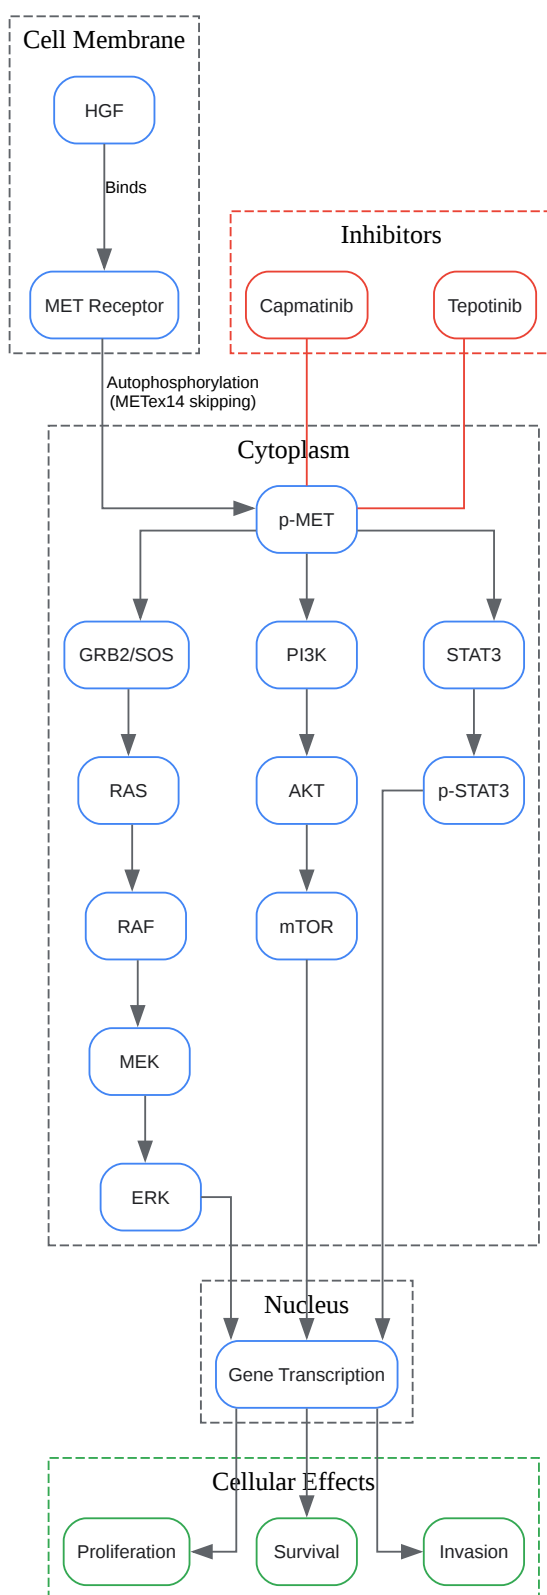 Cell Membrane
HGF
Binds
Inhibitors
MET Receptor
Capmatinib
Tepotinib
Autophosphorylation
(METex14 skipping)
Cytoplasm
p-MET
GRB2/SOS
PI3K
STAT3
RAS
AKT
p-STAT3
RAF
mTOR
MEK
ERK
Nucleus
Gene Transcription
Cellular Effects
Proliferation
Survival
Invasion